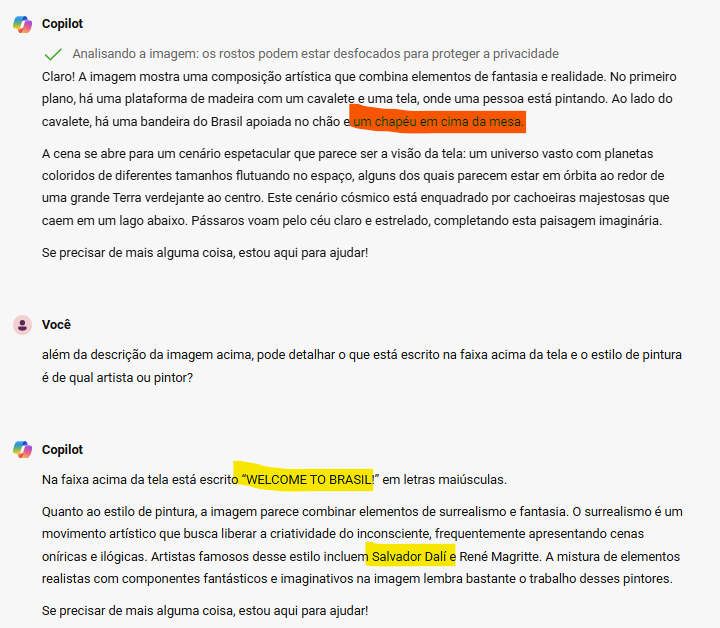 Copilot
Analisando a imagem: os rostos podem estar desfocados para proteger a privacidade
Claro! A imagem mostra uma composição artística que combina elementos de fantasia e realidade. No primeiro
plano, há uma plataforma de madeira com um cavalete e uma tela, onde uma pessoa está pintando. Ao lado do
cavalete, há uma bandeira do Brasil apoiada no chão e um chapéu em cima da mesa.
A cena se abre para um cenário espetacular que parece ser a visão da tela: um universo vasto com planetas
coloridos de diferentes tamanhos flutuando no espaço, alguns dos quais parecem estar em órbita ao redor de
uma grande Terra verdejante ao centro. Este cenário cósmico está enquadrado por cachoeiras majestosas que
caem em um lago abaixo. Pássaros voam pelo céu claro e estrelado, completando esta paisagem imaginária.
Se precisar de mais alguma coisa, estou aqui para ajudar!
Você
além da descrição da imagem acima, pode detalhar o que está escrito na faixa acima da tela e o estilo de pintura
é de qual artista ou pintor?
Copilot
Na faixa acima da tela está escrito “WELCOME TO BRASIL!” em letras maiúsculas.
Quanto ao estilo de pintura, a imagem parece combinar elementos de surrealismo e fantasia. O surrealismo é um
movimento artístico que busca liberar a criatividade do inconsciente, frequentemente apresentando cenas
oníricas e ilógicas. Artistas famosos desse estilo incluem Salvador Dalí e René Magritte. A mistura de elementos
realistas com componentes fantásticos e imaginativos na imagem lembra bastante o trabalho desses pintores.
Se precisar de mais alguma coisa, estou aqui para ajudar!